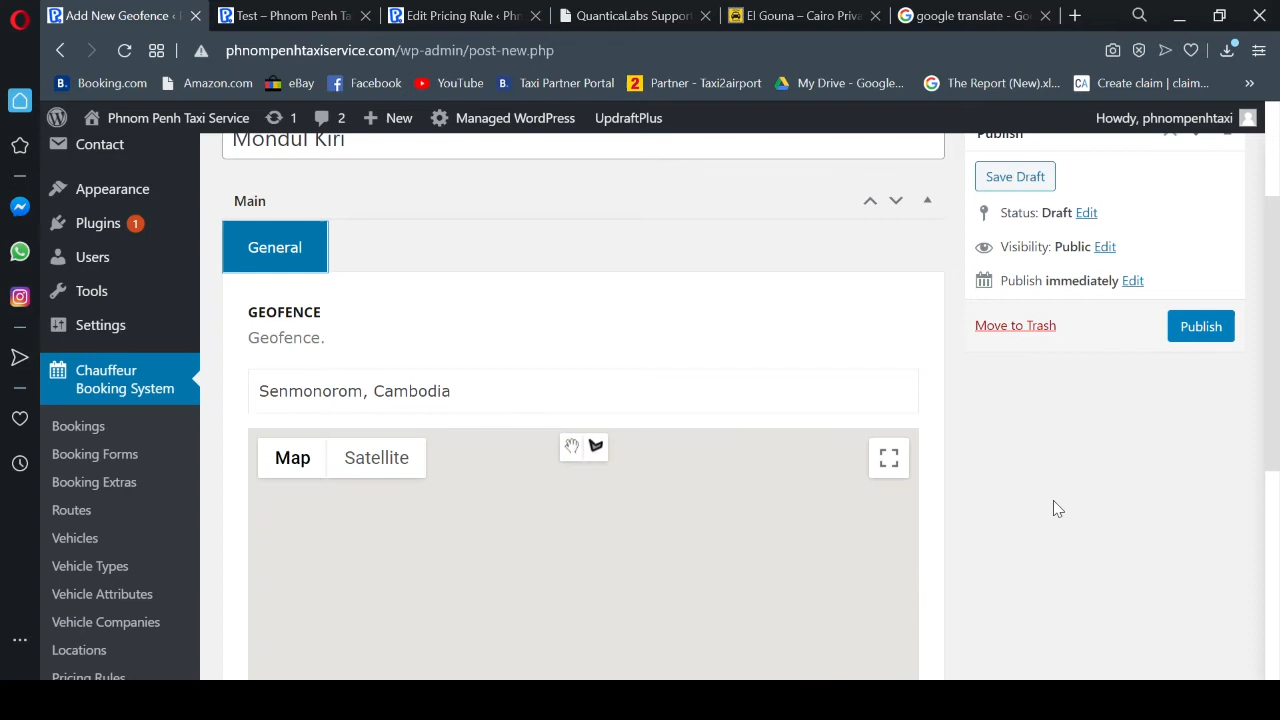 Add New Geofence ‹
Test – Phnom Penh Ta
Edit Pricing Rule ‹ Phn
QuanticaLabs Suppor
El Gouna – Cairo Priva
google translate - Go
phnompenhtaxiservice.com/wp-admin/post-new.php
B. Booking.com
Amazon.com
eBay
Facebook
YouTube
B. Taxi Partner Portal
2 Partner - Taxi2airport
My Drive - Google...
The Report (New).xl...
CA Create claim | claim...
»
Phnom Penh Taxi Service
1
2
New
Managed WordPress
UpdraftPlus
Howdy, phnompenhtaxi
Contact
Appearance
Plugins 1
Users
Tools
Settings
Chauffeur
Booking System
Bookings
Booking Forms
Booking Extras
Routes
Vehicles
Vehicle Types
Vehicle Attributes
Vehicle Companies
Locations
Pricing Rules
Mondul Kiri
Main
General
GEOFENCE
Geofence.
Senmonorom, Cambodia
Map
Satellite
Publish
Save Draft
Status: Draft Edit
Visibility: Public Edit
Publish immediately Edit
Move to Trash
Publish